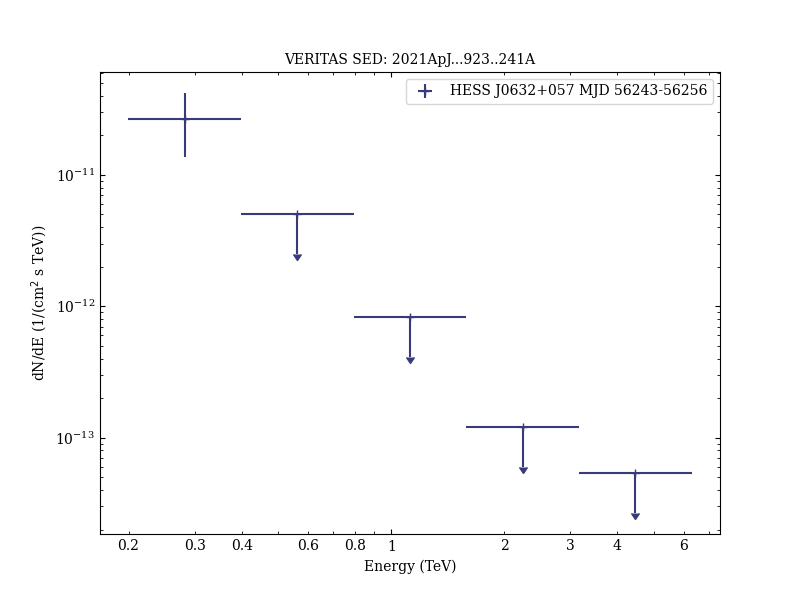 VERITAS SED: 2021ApJ...923..241A
HESS J0632+057 MJD 56243-56256
10⁻¹¹
10⁻¹²
10⁻¹³
dN/dE (1/(cm² s TeV))
0.2 0.3 0.4 0.6 0.8 1 2 3 4 6
Energy (TeV)